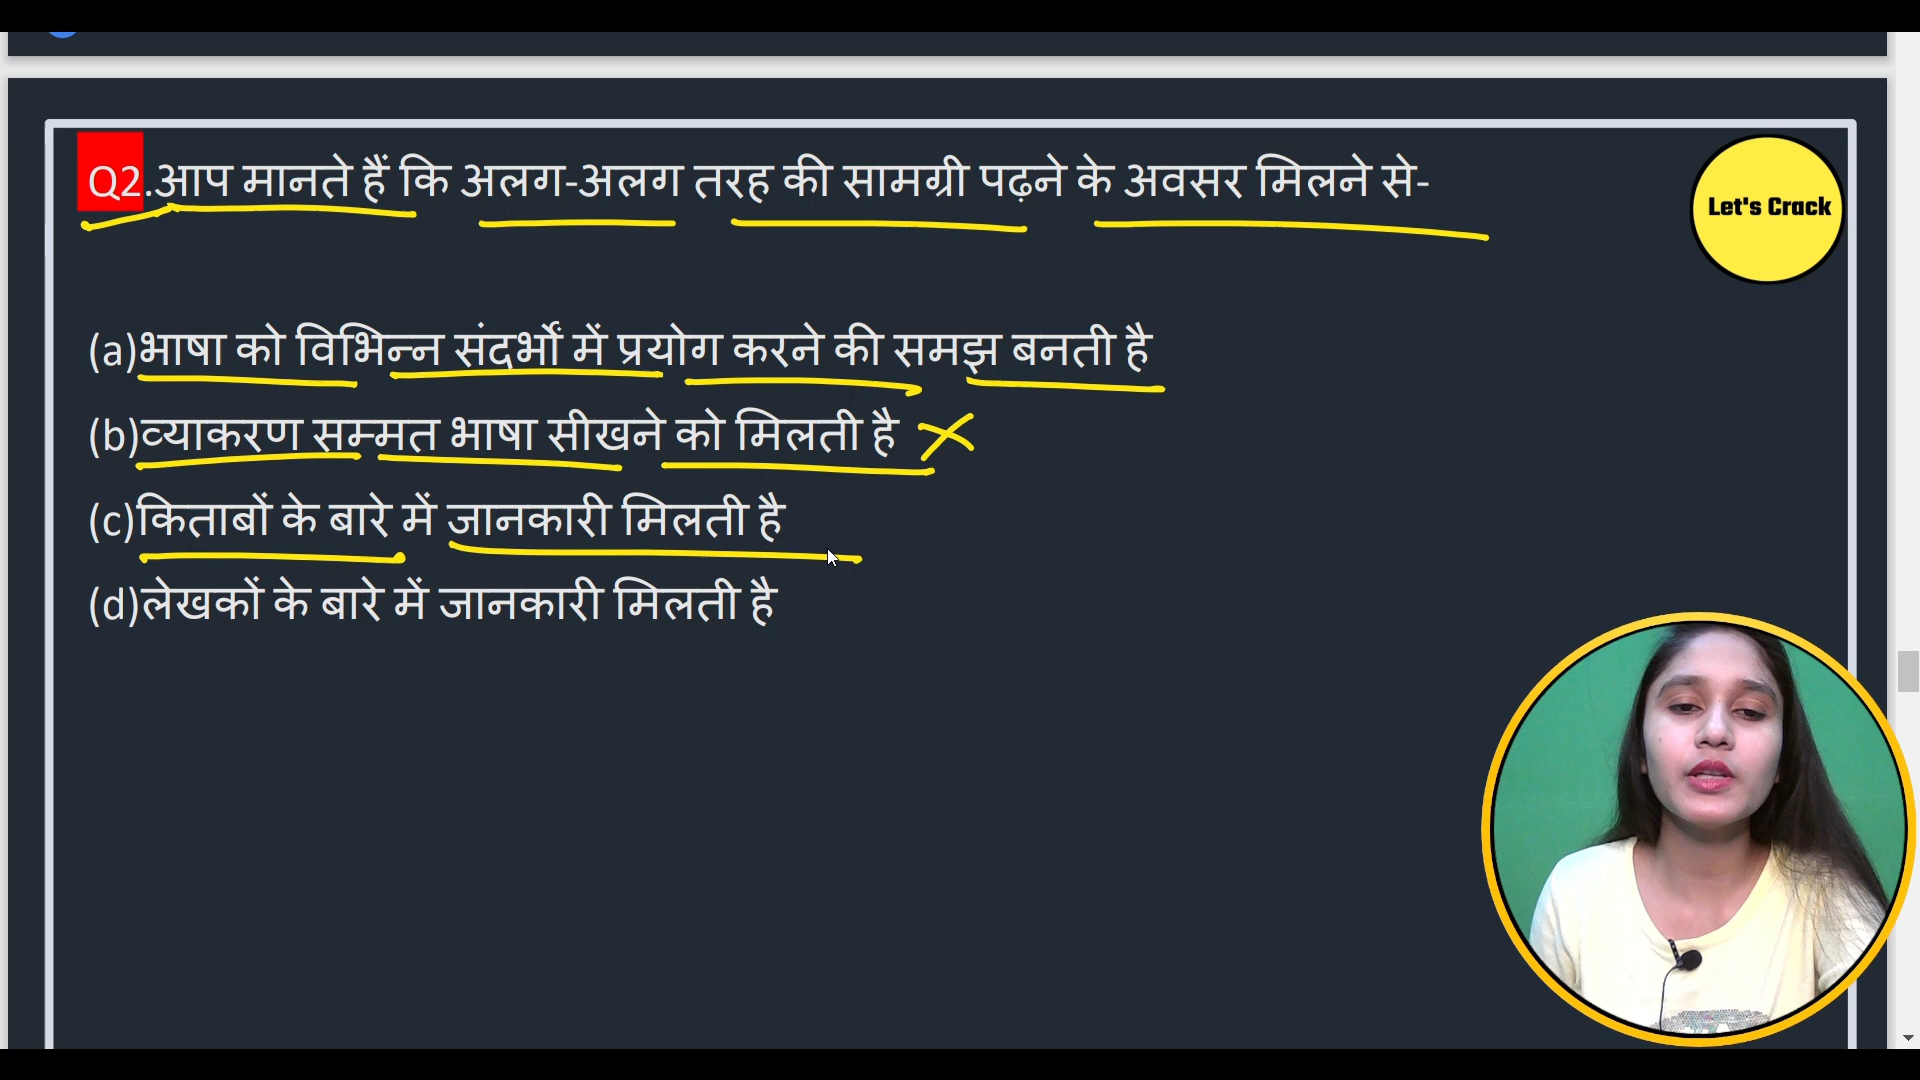 Q2.आप मानते हैं कि अलग-अलग तरह की सामग्री पढ़ने के अवसर मिलने से-
Let's Crack
(a)भाषा को विभिन्न संदर्भों में प्रयोग करने की समझ बनती है
(b)व्याकरण सम्मत भाषा सीखने को मिलती है
(c)किताबों के बारे में जानकारी मिलती है
(d)लेखकों के बारे में जानकारी मिलती है